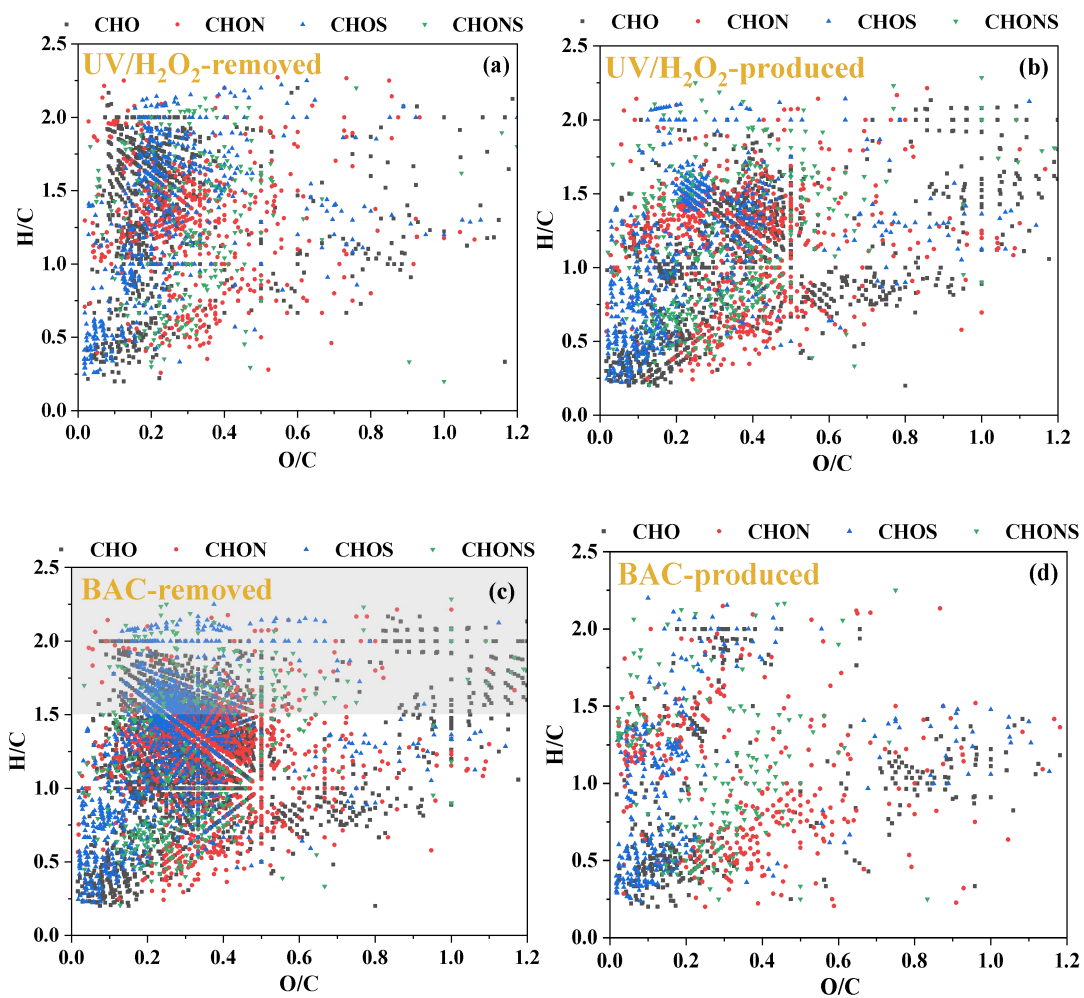 CHO CHON CHOS CHONS
UV/H₂O₂-removed (a)
2.5
2.0
1.5
1.0
0.5
0.0
H/C
0.0 0.2 0.4 0.6 0.8 1.0 1.2
O/C
CHO CHON CHOS CHONS
UV/H₂O₂-produced (b)
2.5
2.0
1.5
1.0
0.5
0.0
H/C
0.0 0.2 0.4 0.6 0.8 1.0 1.2
O/C
CHO CHON CHOS CHONS
BAC-removed (c)
2.5
2.0
1.5
1.0
0.5
0.0
H/C
0.0 0.2 0.4 0.6 0.8 1.0 1.2
O/C
CHO CHON CHOS CHONS
BAC-produced (d)
2.5
2.0
1.5
1.0
0.5
0.0
H/C
0.0 0.2 0.4 0.6 0.8 1.0 1.2
O/C